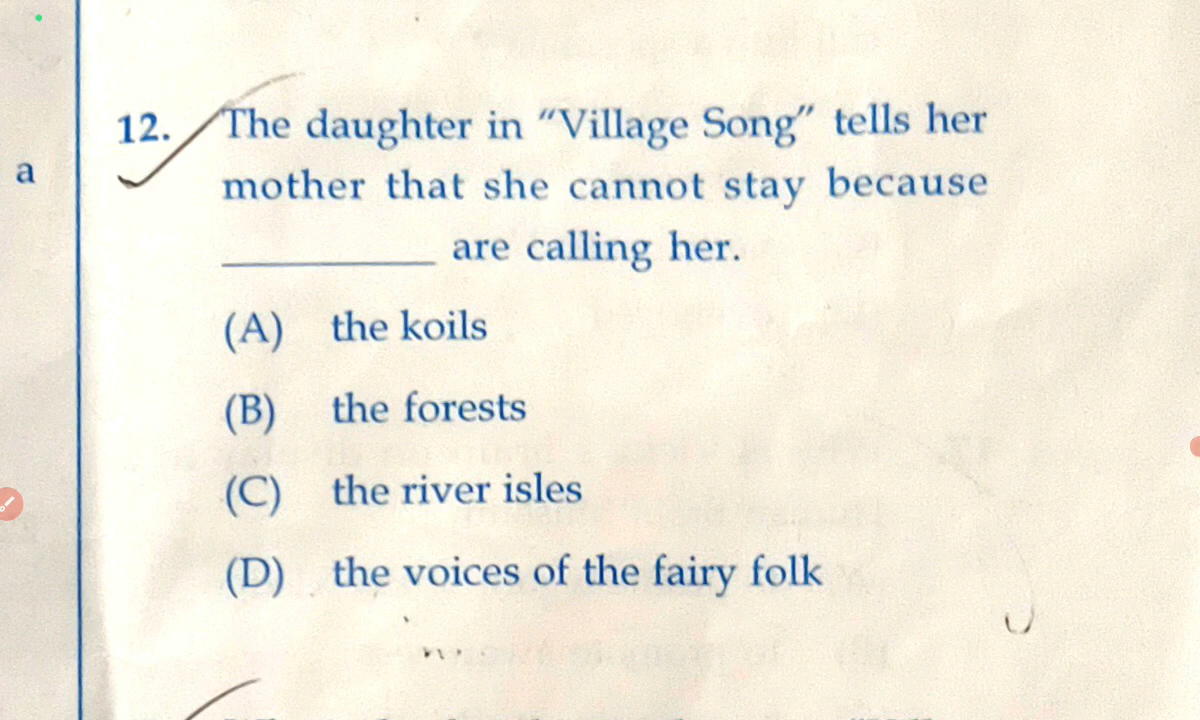 a
12. The daughter in "Village Song" tells her
mother that she cannot stay because
__________ are calling her.
(A) the koils
(B) the forests
(C) the river isles
(D) the voices of the fairy folk